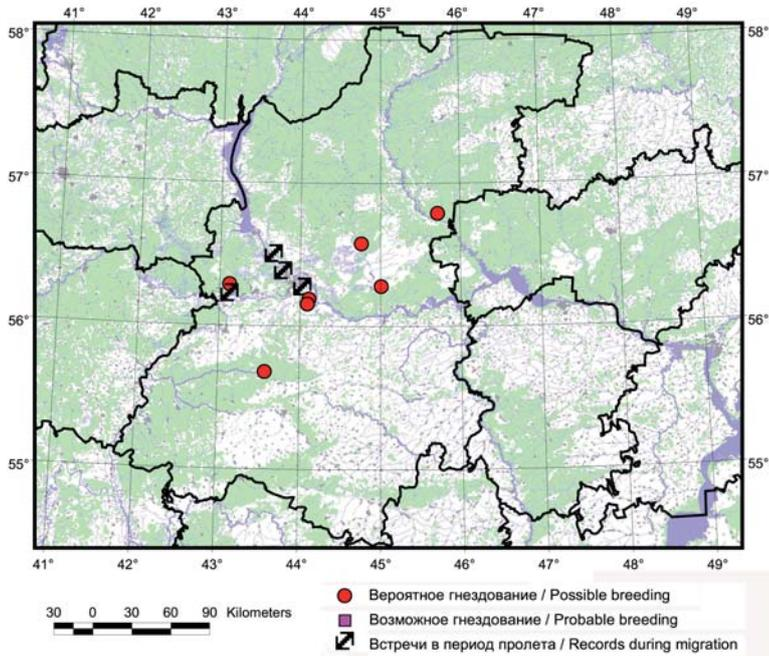 41° 42° 43° 44° 45° 46° 47° 48° 49°
58° 58°
57° 57°
56° 56°
55° 55°
41° 42° 43° 44° 45° 46° 47° 48° 49°
30 0 30 60 90 Kilometers
Вероятное гнездование / Possible breeding
Возможное гнездование / Probable breeding
Встречи в период пролета / Records during migration